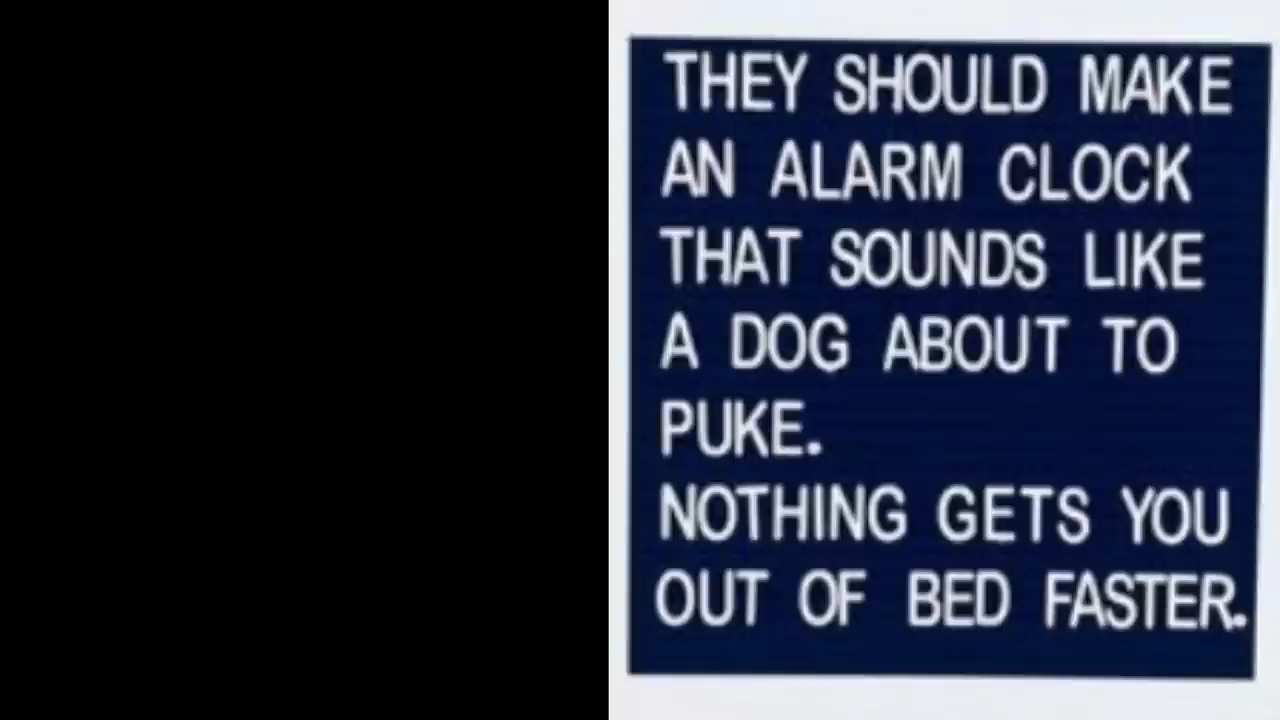 THEY SHOULD MAKE
AN ALARM CLOCK
THAT SOUNDS LIKE
A DOG ABOUT TO
PUKE.
NOTHING GETS YOU
OUT OF BED FASTER.